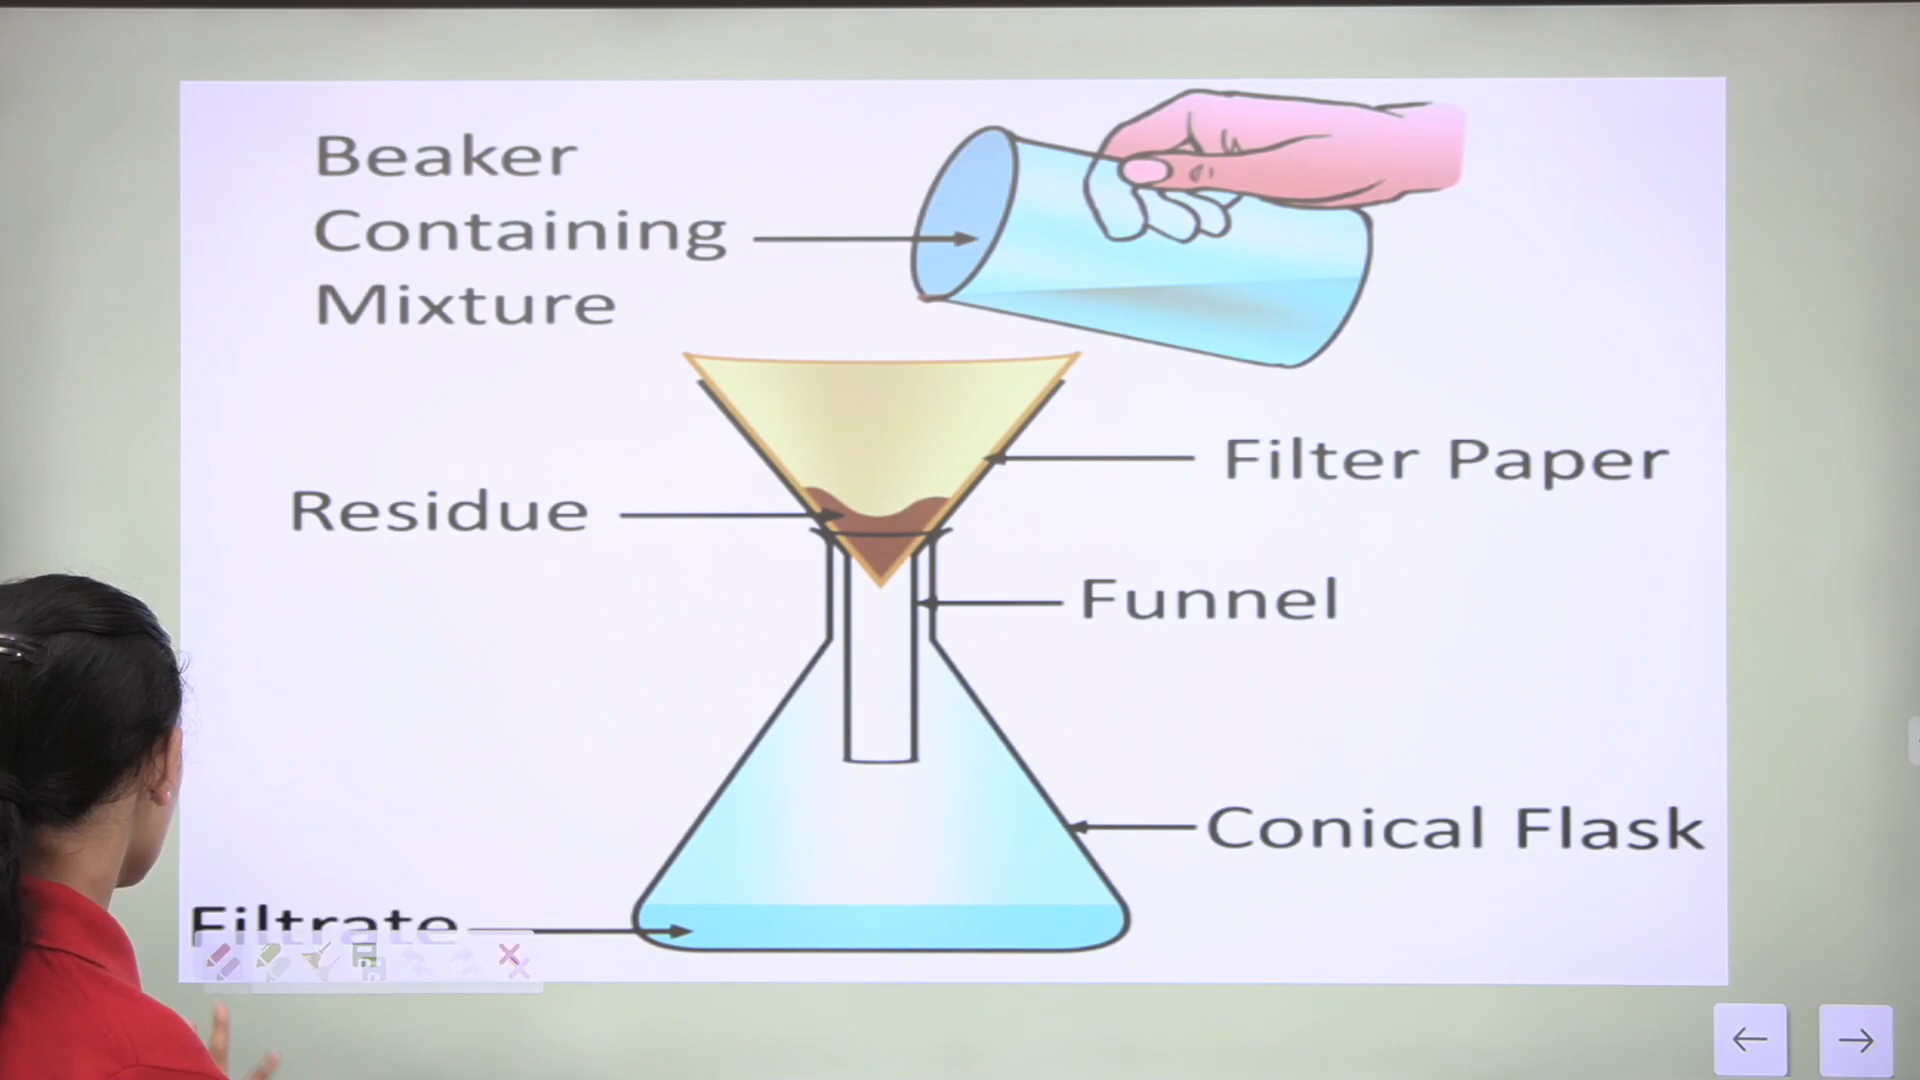 Beaker
Containing
Mixture
Filter Paper
Residue
Funnel
Conical Flask
Filtrate